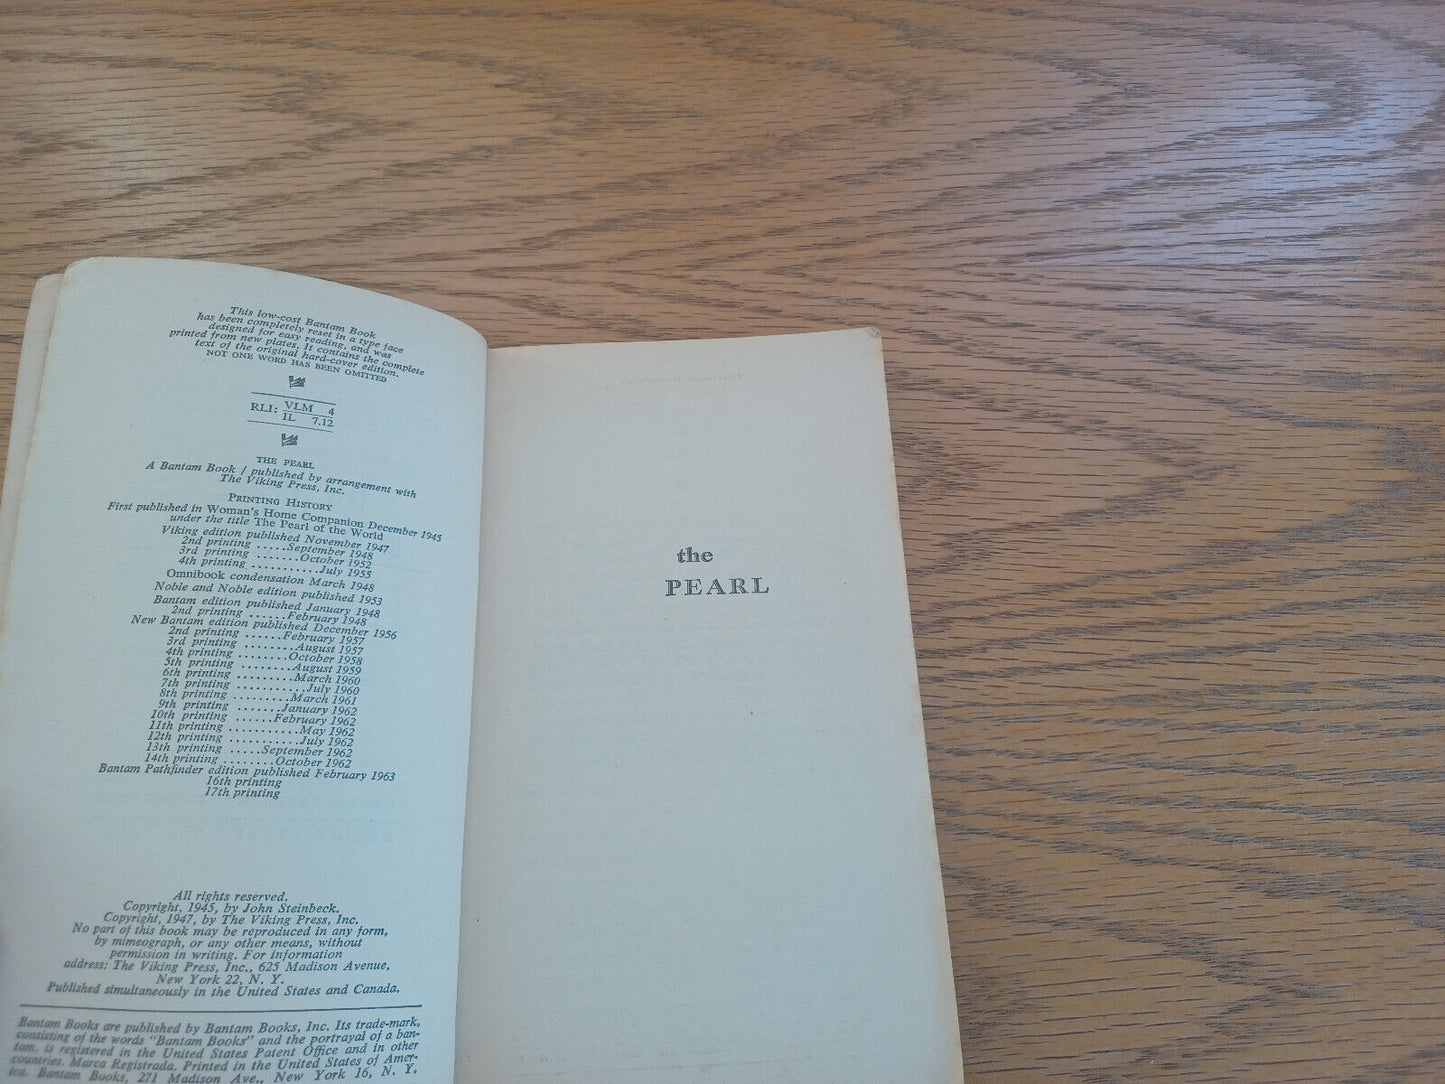 This low-cost Bantam Book
has been completely reset in a type face
designed for easy reading, and was
printed from new plates. It contains the complete
text of the original hard-cover edition.
NOT ONE WORD HAS BEEN OMITTED
RLI: VLM 4
IL 7.12
THE PEARL
A Bantam Book / published by arrangement with
The Viking Press, Inc.
PRINTING HISTORY
First published in Woman's Home Companion December 1945
under the title The Pearl of the World
Viking edition published November 1947
2nd printing .....September 1948
3rd printing ........October 1952
4th printing ...........July 1955
Omnibook condensation March 1948
Noble and Noble edition published 1953
Bantam edition published January 1948
2nd printing ......February 1948
New Bantam edition published December 1956
2nd printing ......February 1957
3rd printing ........August 1957
4th printing ........October 1958
5th printing ........August 1959
6th printing .........March 1960
7th printing ...........July 1960
8th printing .........March 1961
9th printing .......January 1962
10th printing ......February 1962
11th printing ...........May 1962
12th printing ...........July 1962
13th printing .....September 1962
14th printing ........October 1962
Bantam Pathfinder edition published February 1963
16th printing
17th printing
All rights reserved.
Copyright, 1945, by John Steinbeck.
Copyright, 1947, by The Viking Press, Inc.
No part of this book may be reproduced in any form,
by mimeograph, or any other means, without
permission in writing. For information
address: The Viking Press, Inc., 625 Madison Avenue,
New York 22, N. Y.
Published simultaneously in the United States and Canada.
Bantam Books are published by Bantam Books, Inc. Its trade-mark,
consisting of the words "Bantam Books" and the portrayal of a ban-
tam, is registered in the United States Patent Office and in other
countries. Marca Registrada. Printed in the United States of Amer-
ica. Bantam Books, 271 Madison Ave., New York 16, N. Y.
the
PEARL